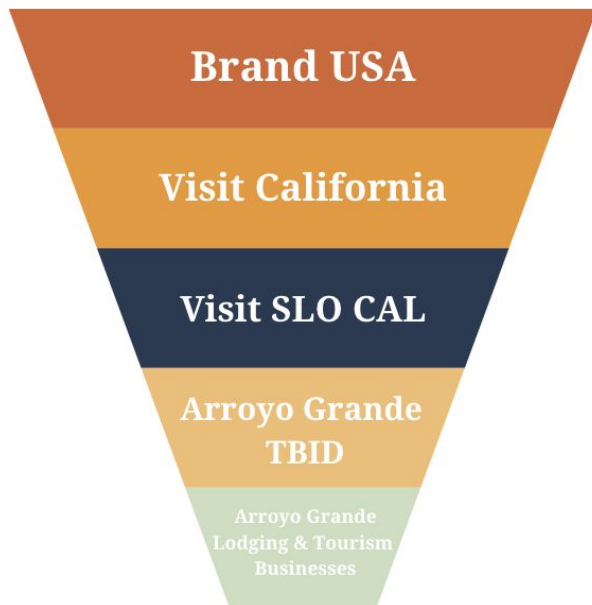 Brand USA
Visit California
Visit SLO CAL
Arroyo Grande
TBID
Arroyo Grande
Lodging & Tourism
Businesses